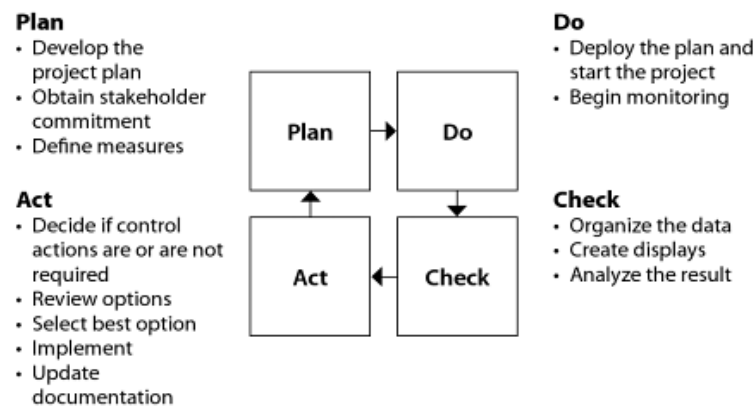 Plan
• Develop the
project plan
• Obtain stakeholder
commitment
• Define measures
Do
• Deploy the plan and
start the project
• Begin monitoring
Plan
Do
Act
• Decide if control
actions are or are not
required
• Review options
• Select best option
• Implement
• Update
documentation
Act
Check
Check
• Organize the data
• Create displays
• Analyze the result